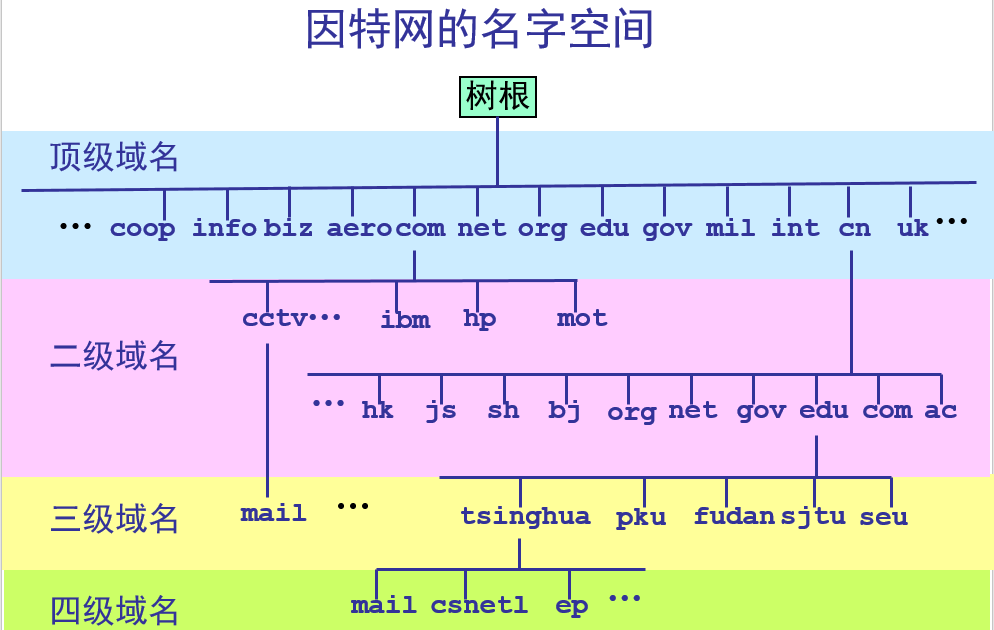 因特网的名字空间
树根
顶级域名
… coop info biz aero com net org edu gov mil int cn uk …
cctv … ibm hp mot
二级域名
… hk js sh bj org net gov edu com ac
三级域名
mail … tsinghua pku fudan sjtu seu
四级域名
mail csnetl ep …